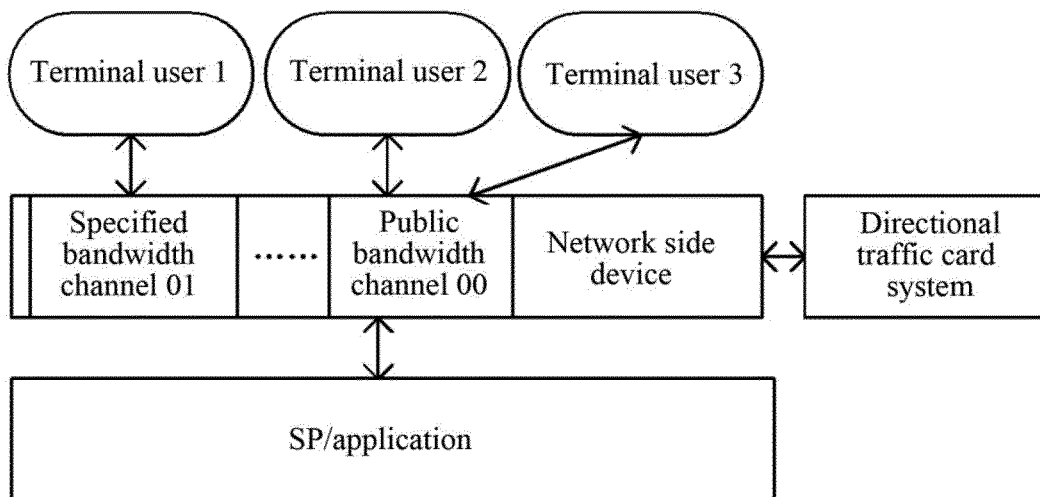 Terminal user 1
Terminal user 2
Terminal user 3
Specified
bandwidth
channel 01
......
Public
bandwidth
channel 00
Network side
device
Directional
traffic card
system
SP/application